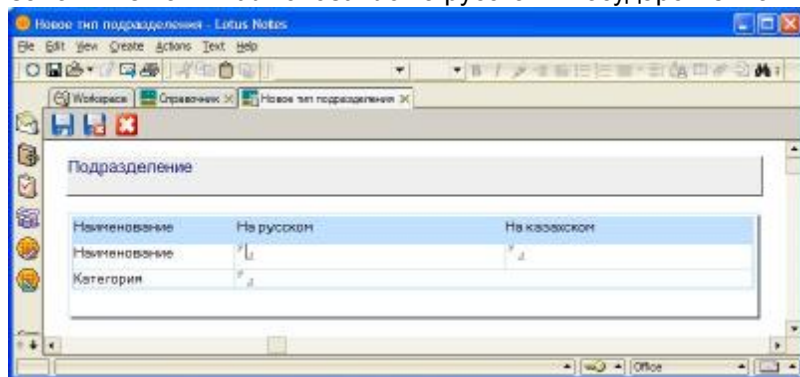 Новое тип подразделения - Lotus Notes
File Edit View Create Actions Text Help
Workspace Справочник Новое тип подразделения
Подразделение
Наименование На русском На казахском
Наименование
Категория
Office